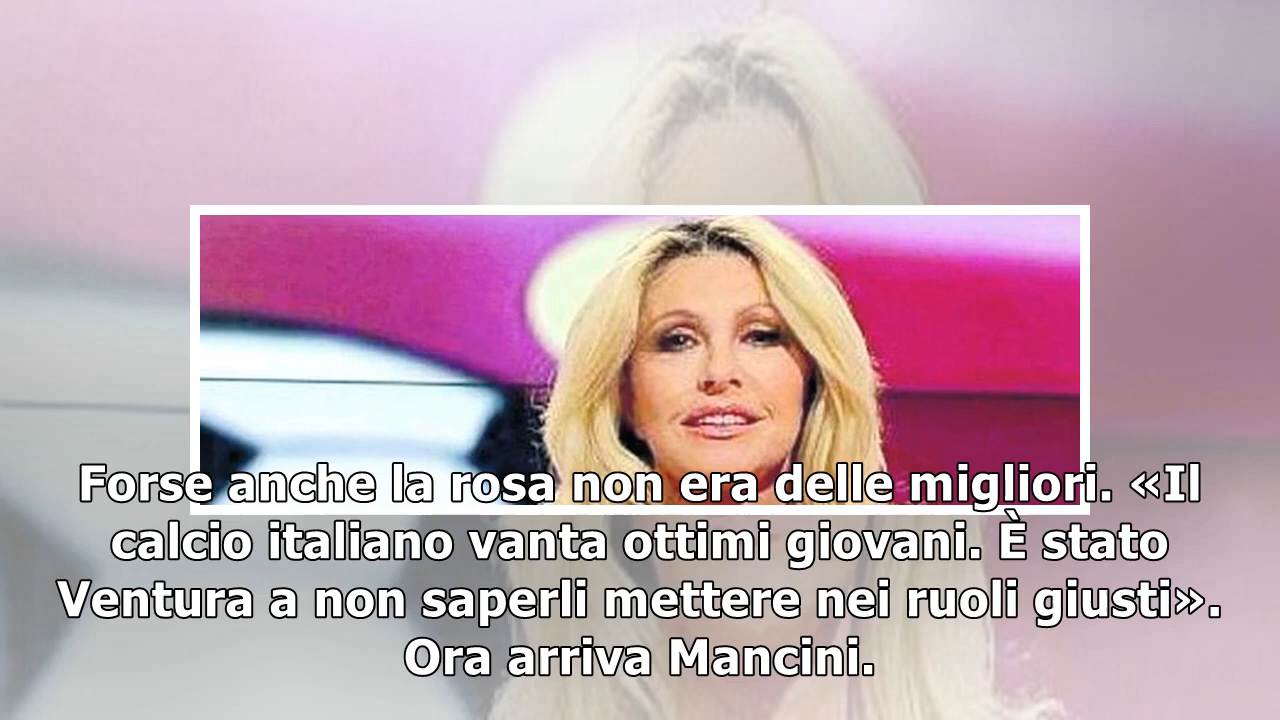 Forse anche la rosa non era delle migliori. «Il
calcio italiano vanta ottimi giovani. È stato
Ventura a non saperli mettere nei ruoli giusti».
Ora arriva Mancini.